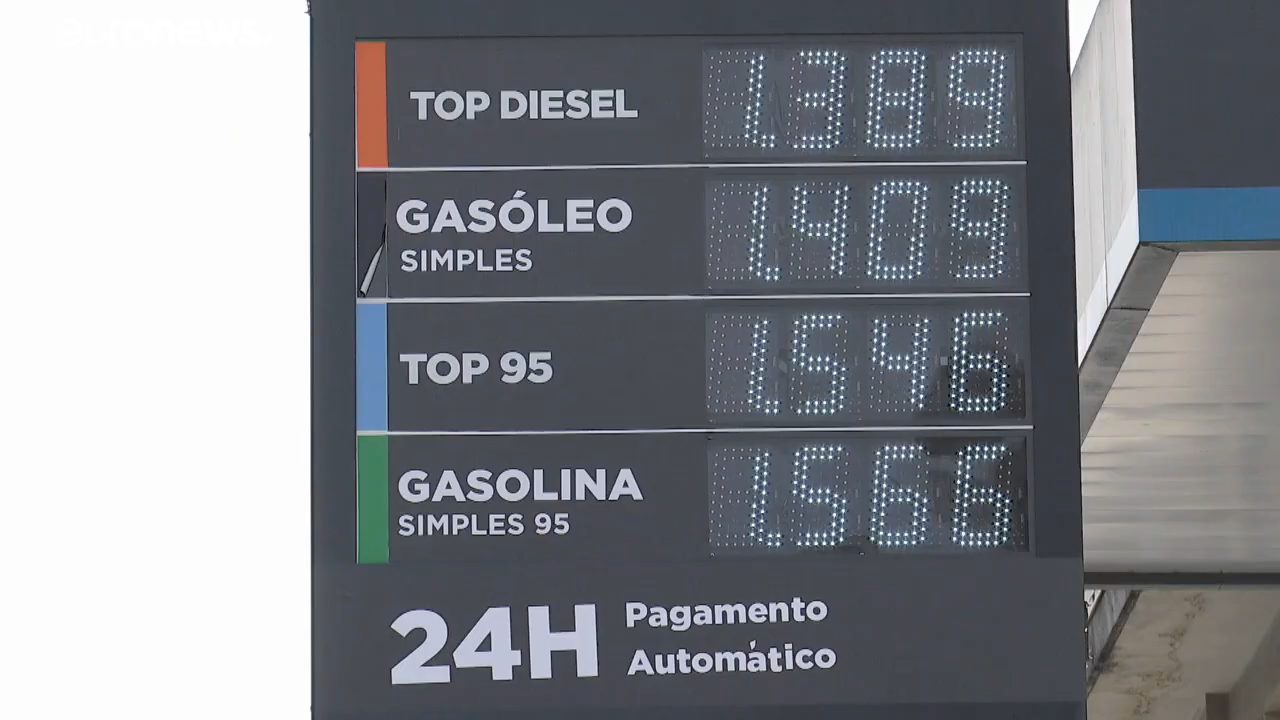 euronews.
TOP DIESEL 1.389
GASÓLEO 1.409
SIMPLES
TOP 95 1.546
GASOLINA 1.566
SIMPLES 95
24H Pagamento
Automático